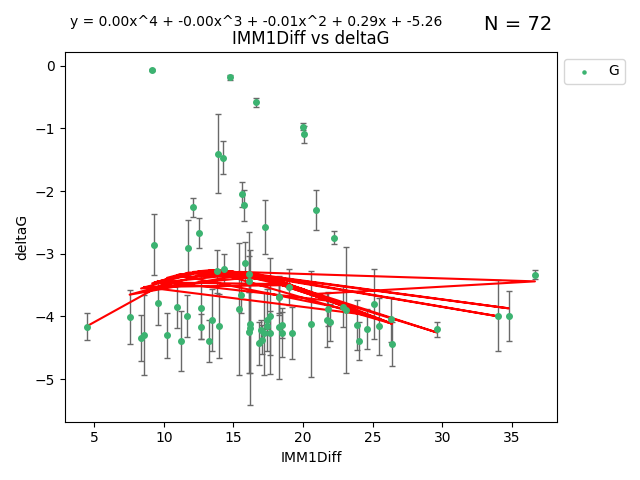 y = 0.00x^4 + -0.00x^3 + -0.01x^2 + 0.29x + -5.26
N = 72
IMM1Diff vs deltaG
G
deltaG
0
−1
−2
−3
−4
−5
5 10 15 20 25 30 35
IMM1Diff